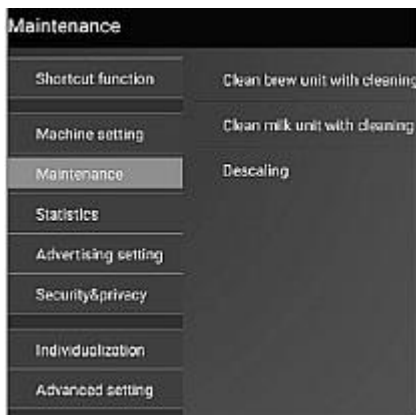 Maintenance
Shortcut function
Machine setting
Maintenance
Statistics
Advertising setting
Security&privacy
Individualization
Advanced setting
Clean brew unit with cleaning
Clean milk unit with cleaning
Descaling